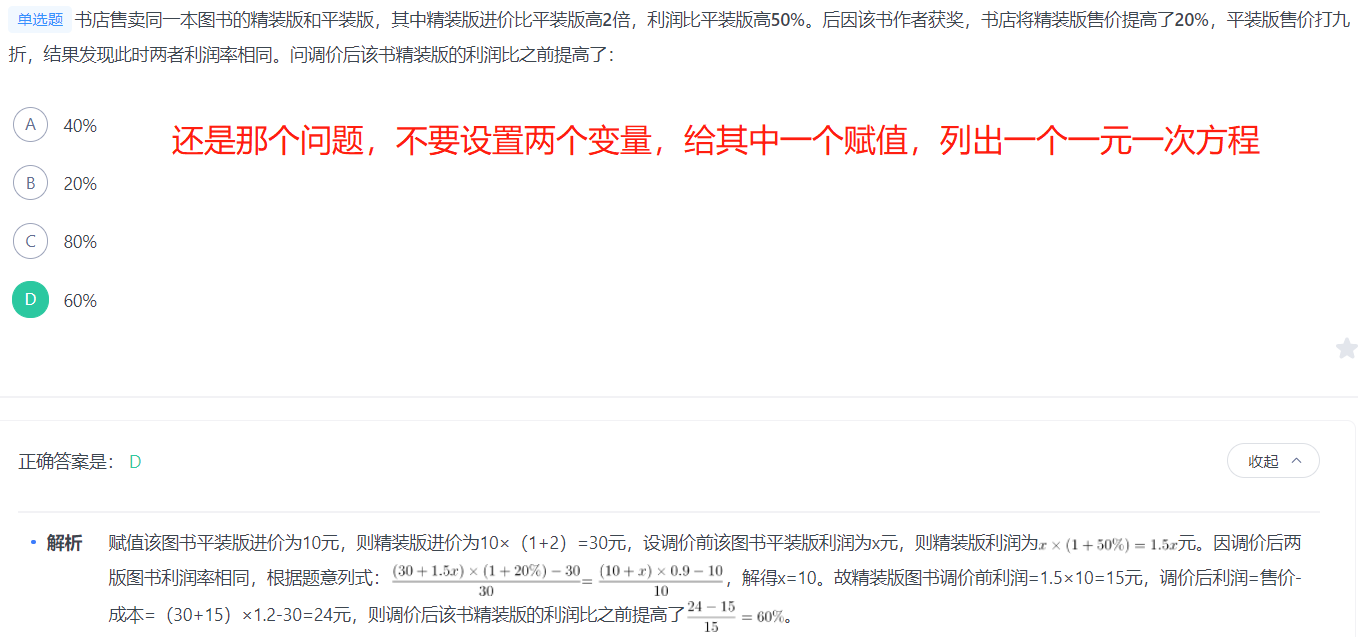 单选题 书店售卖同一本图书的精装版和平装版，其中精装版进价比平装版高2倍，利润比平装版高50%。后因该书作者获奖，书店将精装版售价提高了20%，平装版售价打九
折，结果发现此时两者利润率相同。问调价后该书精装版的利润比之前提高了：
A 40%
还是那个问题，不要设置两个变量，给其中一个赋值，列出一个一元一次方程
B 20%
C 80%
D 60%
正确答案是： D
收起
• 解析 赋值该图书平装版进价为10元，则精装版进价为10×（1+2）=30元，设调价前该图书平装版利润为x元，则精装版利润为x × (1 + 50%) = 1.5x元。因调价后两
版图书利润率相同，根据题意列式：\frac{(30 + 1.5x) × (1 + 20%) − 30}{30} = \frac{(10 + x) × 0.9 − 10}{10}，解得x=10。故精装版图书调价前利润=1.5×10=15元，调价后利润=售价-
成本=（30+15）×1.2-30=24元，则调价后该书精装版的利润比之前提高了\frac{24 − 15}{15} = 60%。